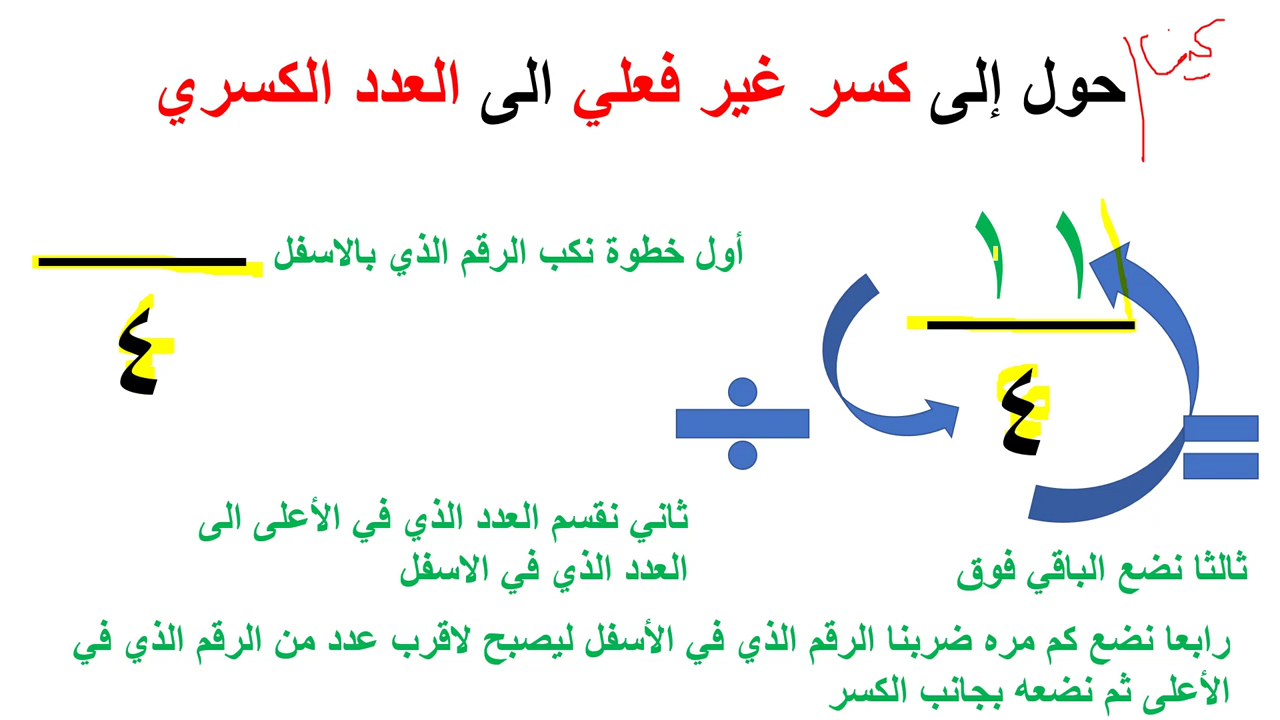 حول إلى كسر غير فعلي الى العدد الكسري
١١
٤
أول خطوة نكب الرقم الذي بالاسفل
٤
ثاني نقسم العدد الذي في الأعلى الى
العدد الذي في الاسفل
ثالثا نضع الباقي فوق
رابعا نضع كم مره ضربنا الرقم الذي في الأسفل ليصبح لاقرب عدد من الرقم الذي في
الأعلى ثم نضعه بجانب الكسر